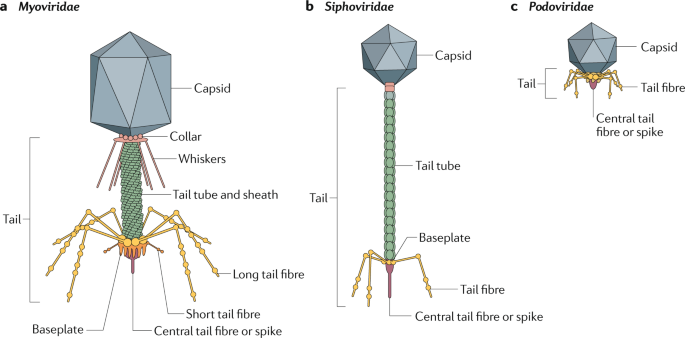 a Myoviridae
Capsid
Collar
Whiskers
Tail tube and sheath
Tail
Long tail fibre
Short tail fibre
Baseplate
Central tail fibre or spike
b Siphoviridae
Capsid
Tail tube
Tail
Baseplate
Tail fibre
Central tail fibre or spike
c Podoviridae
Capsid
Tail
Tail fibre
Central tail
fibre or spike